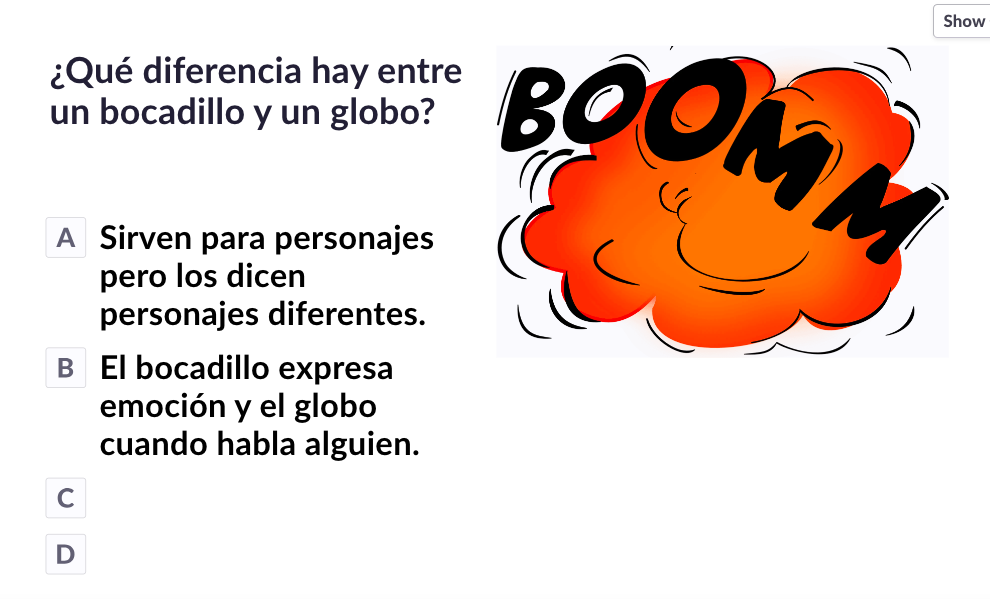 Show
¿Qué diferencia hay entre
un bocadillo y un globo?
BOOMM
A
Sirven para personajes
pero los dicen
personajes diferentes.
B
El bocadillo expresa
emoción y el globo
cuando habla alguien.
C
D